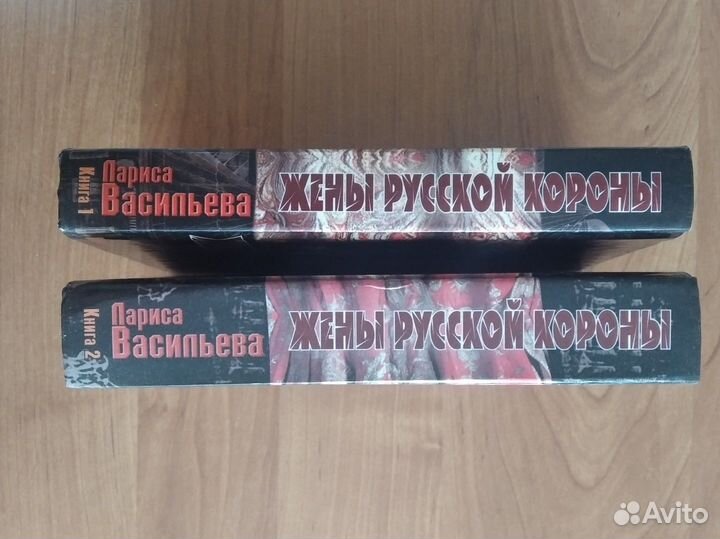 Книга 1
Лариса
Васильева
ЖЕНЫ РУССКОЙ КОРОНЫ
Книга 2
Лариса
Васильева
ЖЕНЫ РУССКОЙ КОРОНЫ
Avito